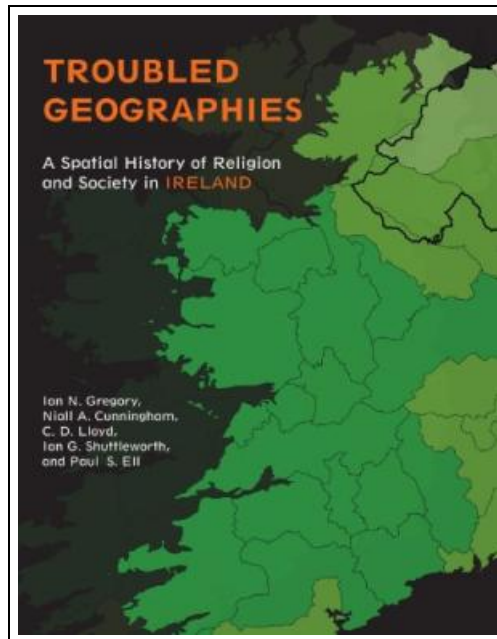 TROUBLED
GEOGRAPHIES
A Spatial History of Religion
and Society in IRELAND
Ian N. Gregory,
Niall A. Cunningham,
C. D. Lloyd,
Ian G. Shuttleworth,
and Paul S. Ell